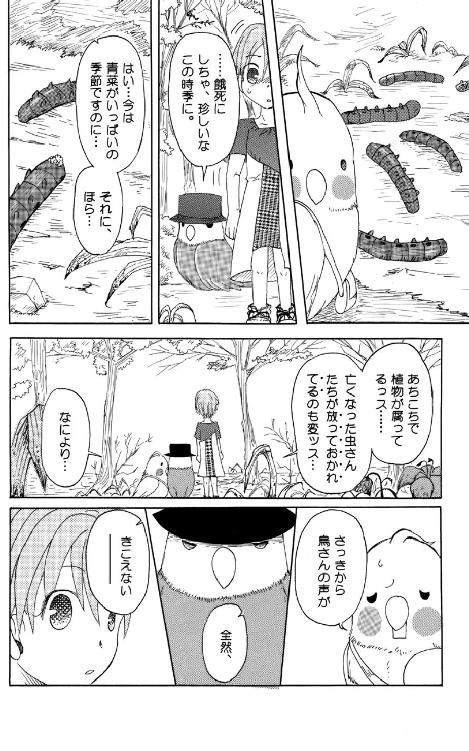 ……餓死に
しちゃ、珍しいな
この時季に。
はい…今は
青菜がいっぱいの
季節ですのに…
それに、
ほら…
あちこちで
植物が腐って
るっス……
亡くなった虫さん
たちが放っておかれ
てるのも変ッス…
なにより…
さっきから
鳥さんの声が
全然、
きこえない
――